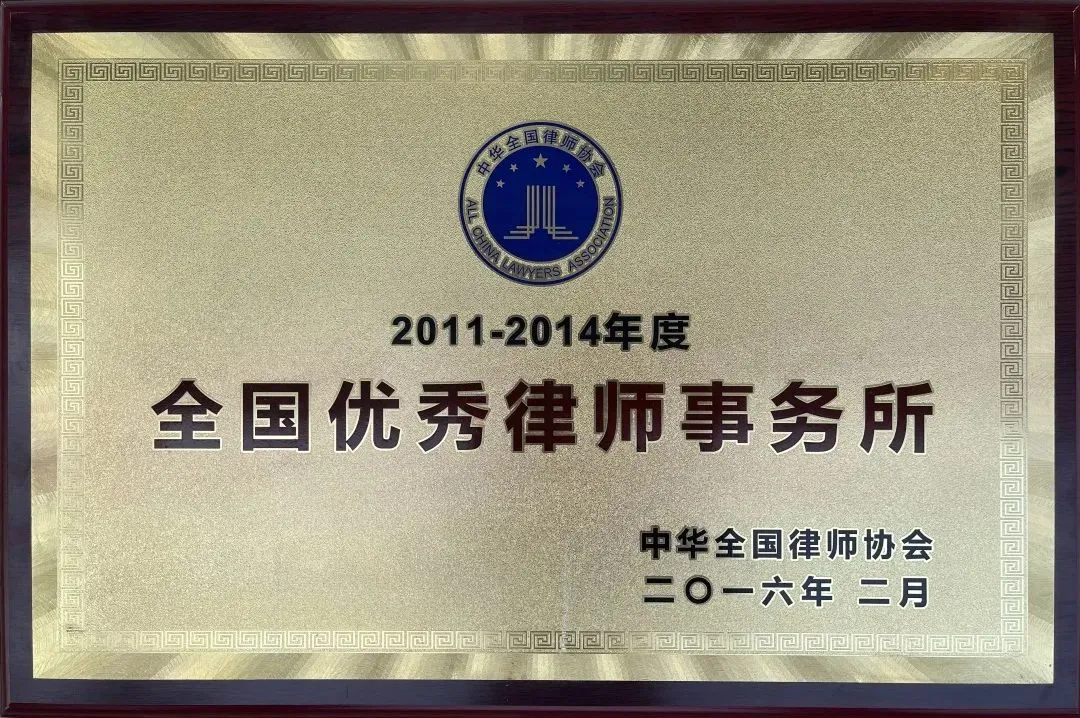 中华全国律师协会
ALL CHINA LAWYERS ASSOCIATION
2011-2014年度
全国优秀律师事务所
中华全国律师协会
二〇一六年 二月